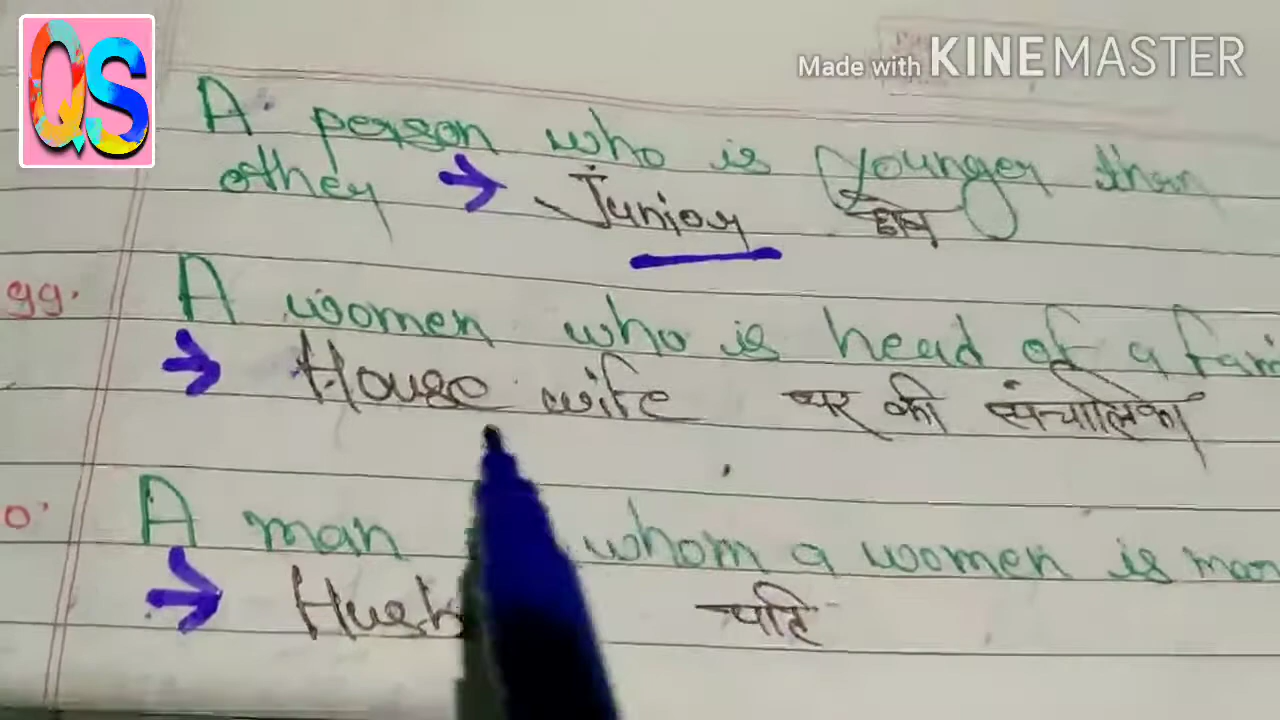 QS
Made with KINEMASTER
A person who is younger than
other → Junior
99. A women who is head of a
→ House wife घर की संचालिका
0. A man whom a women is
→ पति